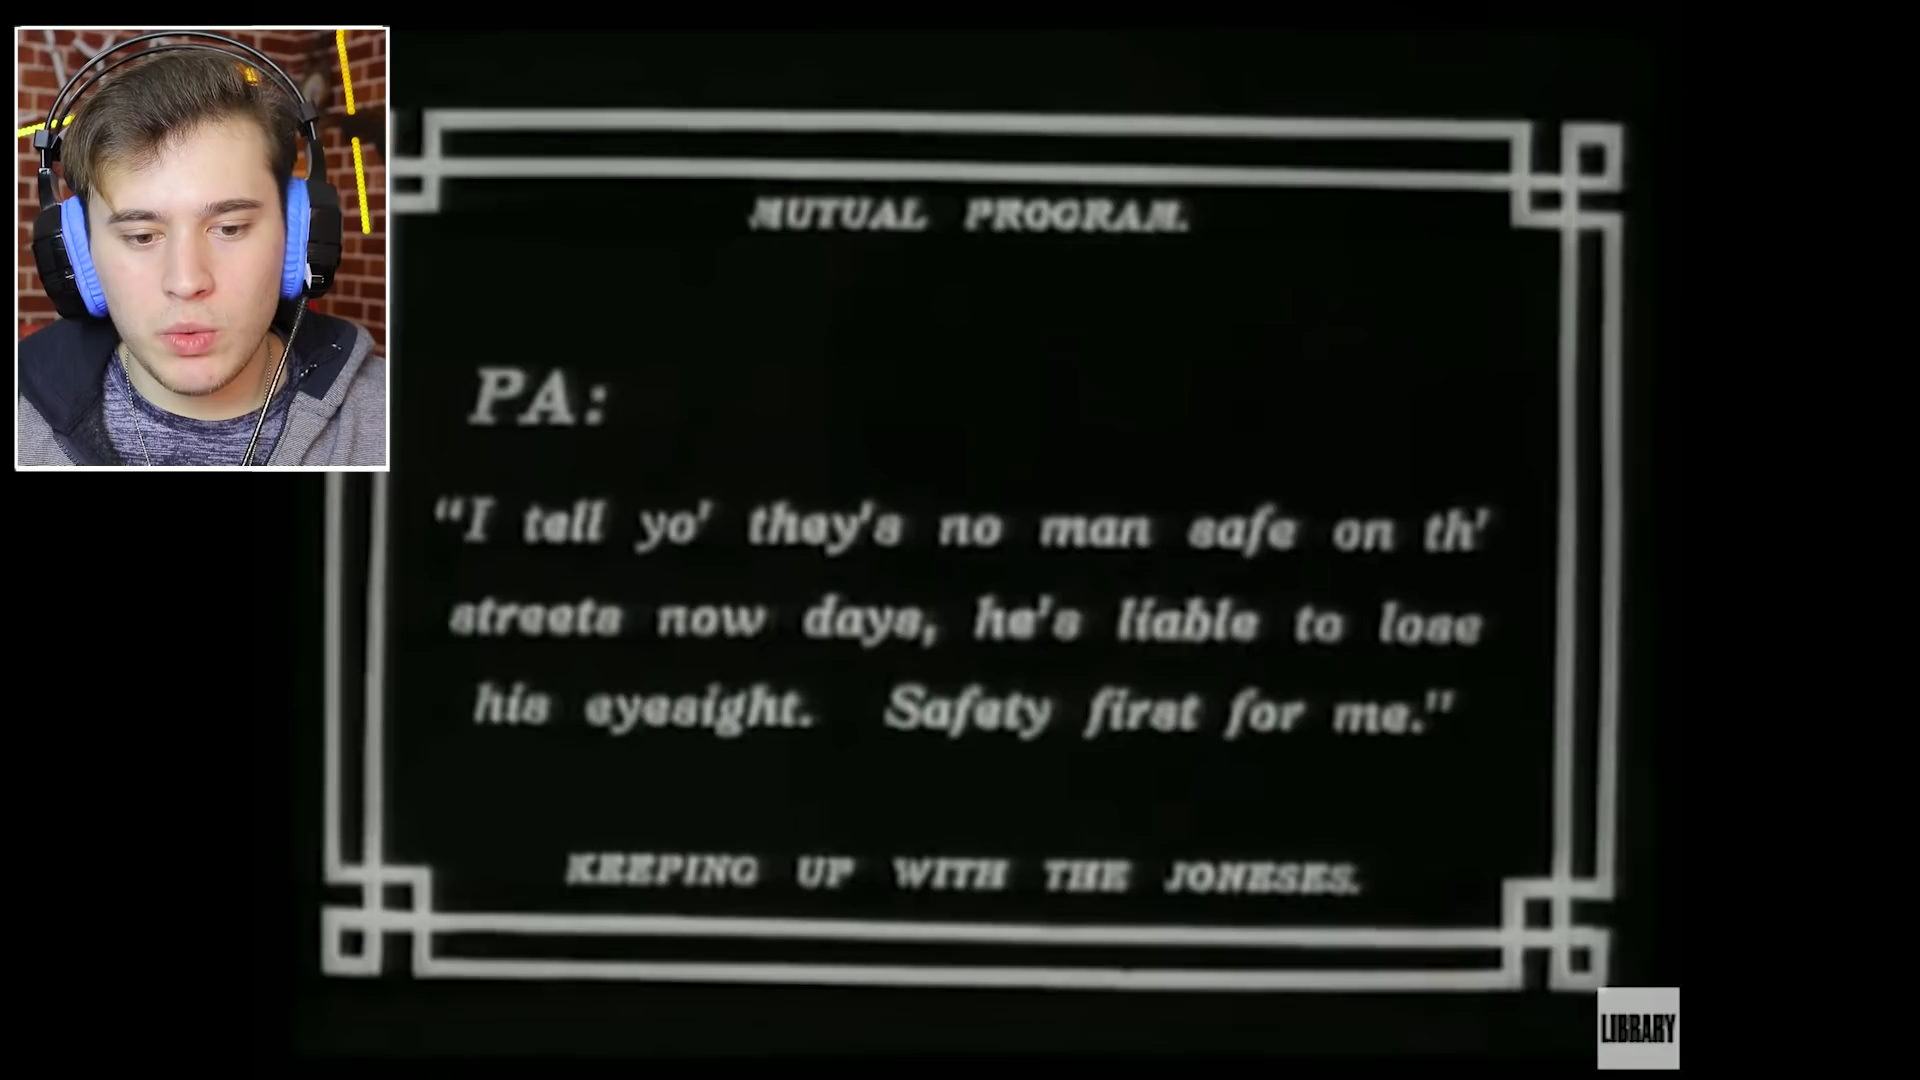 MUTUAL PROGRAM.
PA:
"I tell yo' they's no man safe on th'
streets now days, he's liable to lose
his eyesight. Safety first for me."
KEEPING UP WITH THE JONESES.
LIBRARY